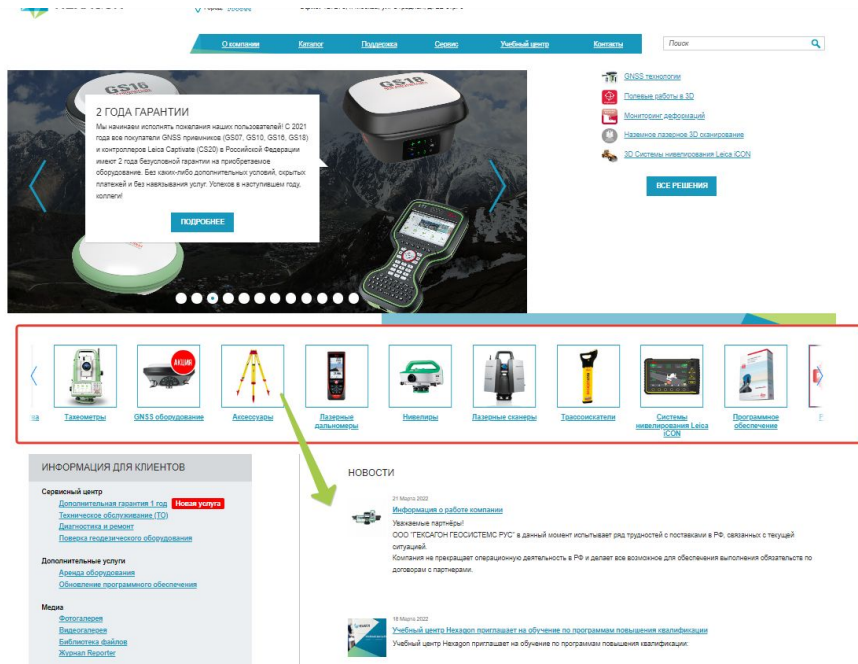 О компании
Каталог
Поддержка
Сервис
Учебный центр
Контакты
Поиск
GS18
2 ГОДА ГАРАНТИИ
Мы начинаем исполнять пожелания наших пользователей! С 2021
года все покупатели GNSS приемников (GS07, GS10, GS16, GS18)
и контроллеров Leica Captivate (CS20) в Российской Федерации
имеют 2 года безусловной гарантии на приобретаемое
оборудование. Без каких-либо дополнительных условий, скрытых
платежей и без навязывания услуг. Успехов в наступившем году,
коллеги!
ПОДРОБНЕЕ
GNSS технологии
Полевые работы в 3D
Мониторинг деформаций
Наземное лазерное 3D сканирование
3D Системы нивелирования Leica iCON
ВСЕ РЕШЕНИЯ
АКЦИЯ
Тахеометры
GNSS оборудование
Аксессуары
Лазерные
дальномеры
Нивелиры
Лазерные сканеры
Трассоискатели
Системы
нивелирования Leica
iCON
Программное
обеспечение
ИНФОРМАЦИЯ ДЛЯ КЛИЕНТОВ
Сервисный центр
Дополнительная гарантия 1 год Новая услуга
Техническое обслуживание (ТО)
Диагностика и ремонт
Поверка геодезического оборудования
Дополнительные услуги
Аренда оборудования
Обновление программного обеспечения
Медиа
Фотогалерея
Видеогалерея
Библиотека файлов
Журнал Reporter
НОВОСТИ
21 Марта 2022
Информация о работе компании
Уважаемые партнёры!
ООО "ГЕКСАГОН ГЕОСИСТЕМС РУС" в данный момент испытывает ряд трудностей с поставками в РФ, связанных с текущей
ситуацией.
Компания не прекращает операционную деятельность в РФ и делает все возможное для обеспечения выполнения обязательств по
договорам с партнерами.
18 Марта 2022
Учебный центр Hexagon приглашает на обучение по программам повышения квалификации
Учебный центр Hexagon приглашает на обучение по программам повышения квалификации: